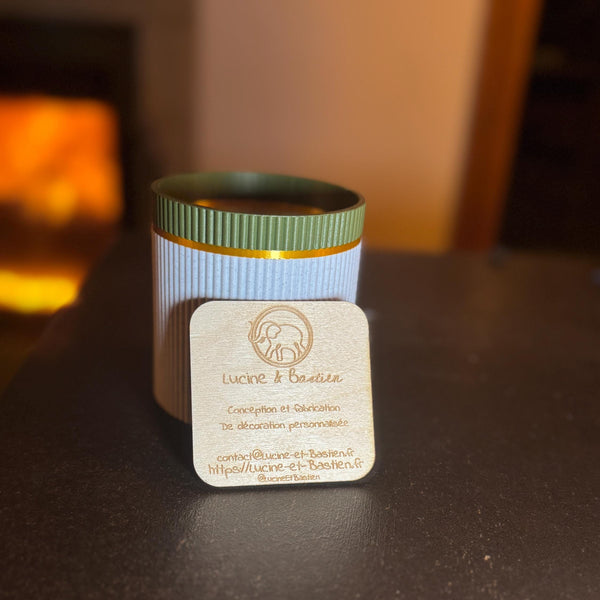 Lucine & Bastien
Conception et fabrication
De décoration personnalisée
contact@Lucine-et-Bastien.fr
https://Lucine-et-Bastien.fr
@LucineEtBastien